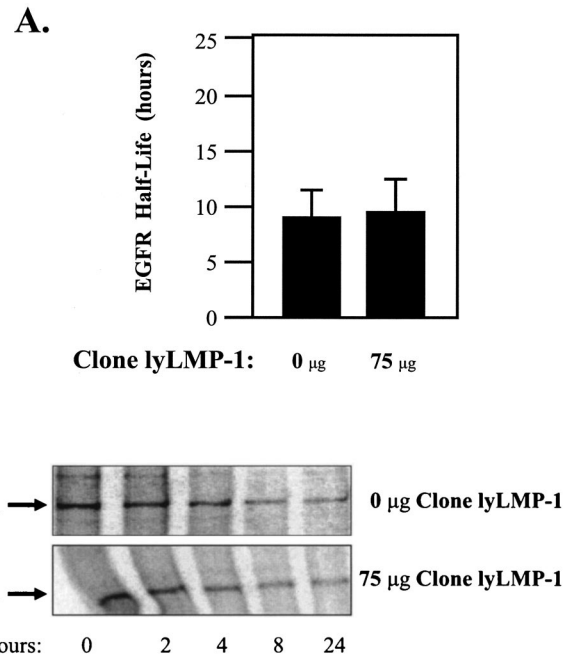 A.
EGFR Half-Life (hours)
25
20
15
10
5
0
Clone lyLMP-1: 0 µg 75 µg
0 µg Clone lyLMP-1
75 µg Clone lyLMP-1
ours: 0 2 4 8 24